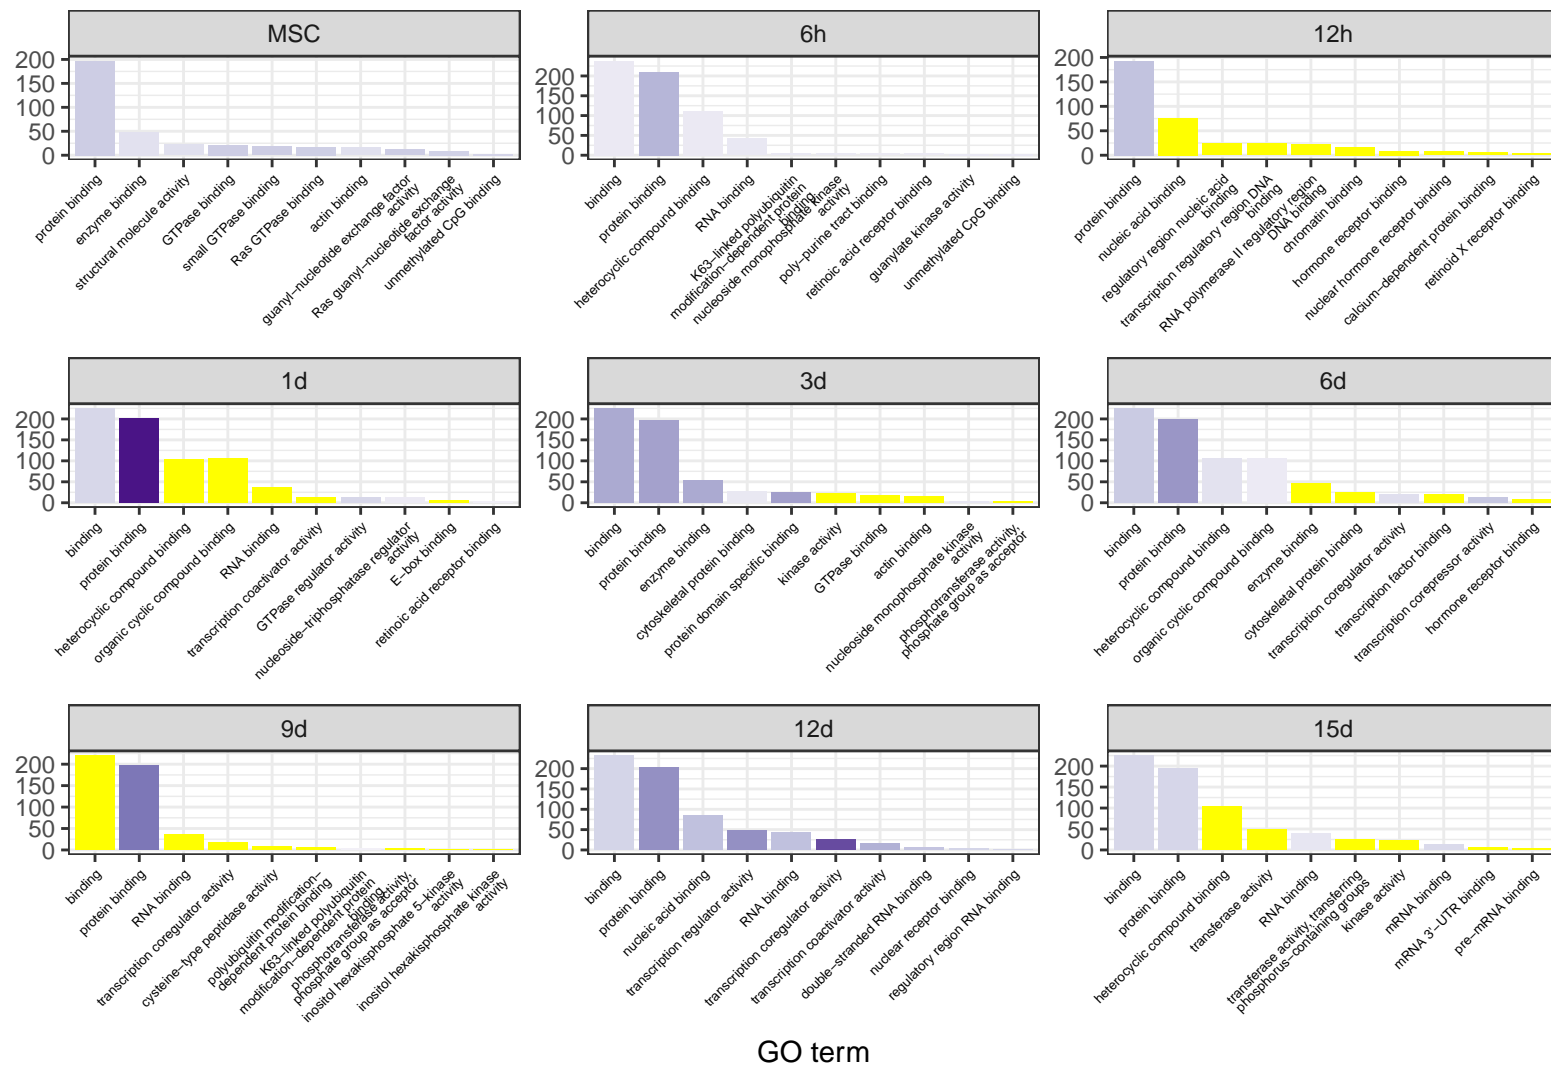 MSC
200
150
100
50
0
protein binding
enzyme binding
structural molecule activity
GTPase binding
small GTPase binding
Ras GTPase binding
actin binding
guanyl−nucleotide exchange factor
activity
Ras guanyl−nucleotide exchange
factor activity
unmethylated CpG binding
6h
200
150
100
50
0
binding
protein binding
heterocyclic compound binding
RNA binding
K63−linked polyubiquitin
modification−dependent protein
binding
nucleoside monophosphate kinase
activity
poly−purine tract binding
retinoic acid receptor binding
guanylate kinase activity
unmethylated CpG binding
12h
200
150
100
50
0
protein binding
nucleic acid binding
regulatory region nucleic acid
binding
transcription regulatory region DNA
binding
RNA polymerase II regulatory region
DNA binding
chromatin binding
hormone receptor binding
nuclear hormone receptor binding
calcium−dependent protein binding
retinoid X receptor binding
1d
200
150
100
50
0
binding
protein binding
heterocyclic compound binding
organic cyclic compound binding
RNA binding
transcription coactivator activity
GTPase regulator activity
nucleoside−triphosphatase regulator
activity
E−box binding
retinoic acid receptor binding
3d
200
150
100
50
0
binding
protein binding
enzyme binding
cytoskeletal protein binding
protein domain specific binding
kinase activity
GTPase binding
actin binding
nucleoside monophosphate kinase
activity
phosphotransferase activity,
phosphate group as acceptor
6d
200
150
100
50
0
binding
protein binding
heterocyclic compound binding
organic cyclic compound binding
enzyme binding
cytoskeletal protein binding
transcription coregulator activity
transcription factor binding
transcription corepressor activity
hormone receptor binding
9d
200
150
100
50
0
binding
protein binding
RNA binding
transcription coregulator activity
cysteine−type peptidase activity
polyubiquitin modification−
dependent protein binding
K63−linked polyubiquitin
modification−dependent protein
binding
phosphotransferase activity,
phosphate group as acceptor
inositol hexakisphosphate 5−kinase
activity
inositol hexakisphosphate kinase
activity
12d
200
150
100
50
0
binding
protein binding
nucleic acid binding
transcription regulator activity
RNA binding
transcription coregulator activity
transcription coactivator activity
double−stranded RNA binding
nuclear receptor binding
regulatory region RNA binding
15d
200
150
100
50
0
binding
protein binding
heterocyclic compound binding
transferase activity
RNA binding
transferase activity, transferring
phosphorus−containing groups
kinase activity
mRNA binding
mRNA 3'−UTR binding
pre−mRNA binding
GO term